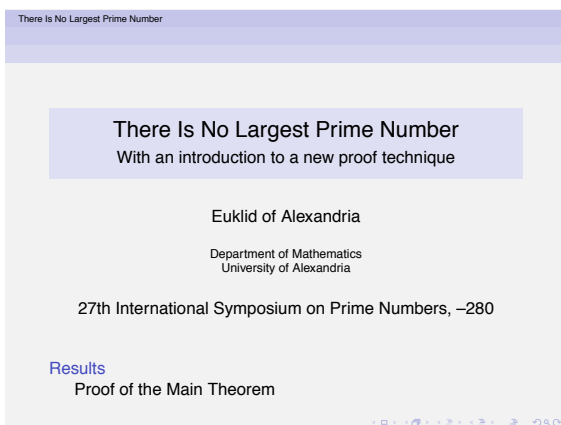 There Is No Largest Prime Number
There Is No Largest Prime Number
With an introduction to a new proof technique
Euklid of Alexandria
Department of Mathematics
University of Alexandria
27th International Symposium on Prime Numbers, –280
Results
Proof of the Main Theorem